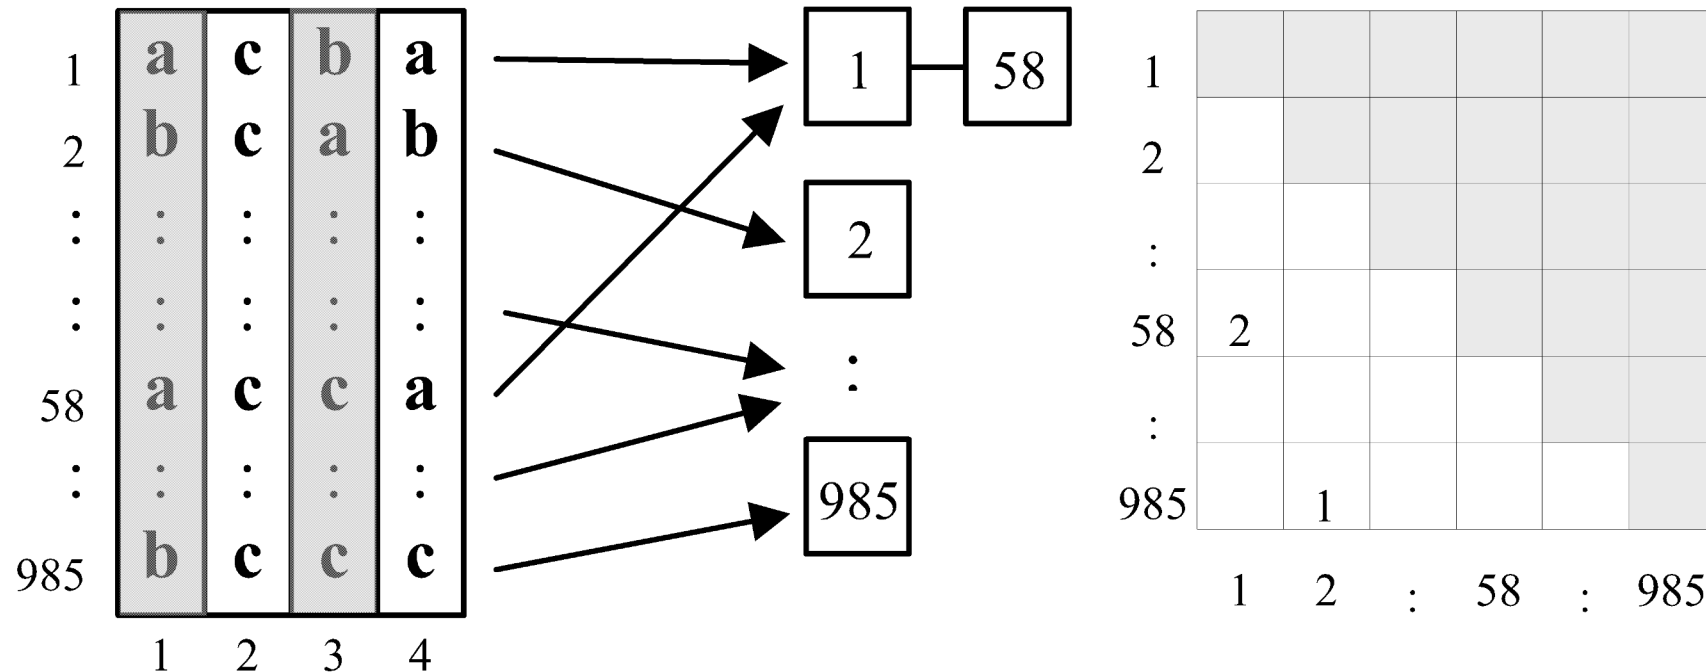 1 a c b a
2 b c a b
: : : : :
: : : : :
58 a c c a
: : : : :
985 b c c c
1 2 3 4
1 58
2
:
985
1
2
:
58 2
:
985 1
1 2 : 58 : 985